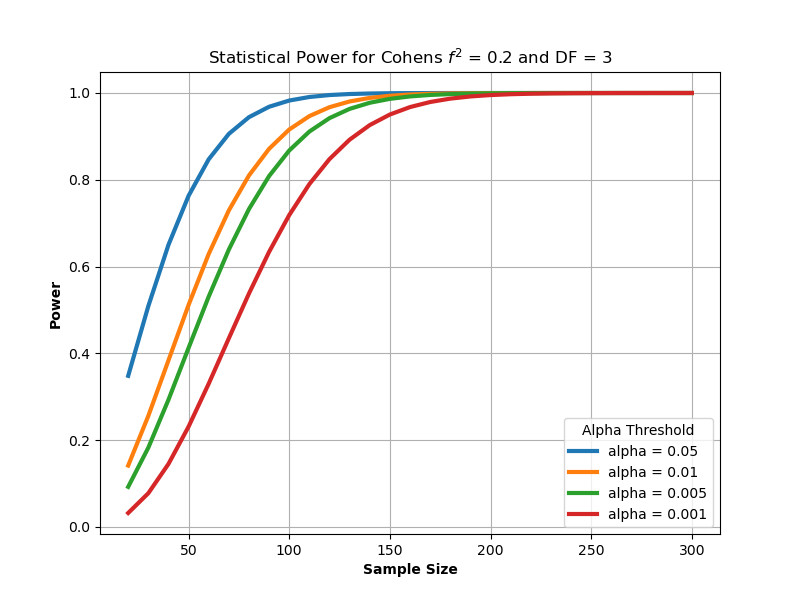 Statistical Power for Cohens $f^2$ = 0.2 and DF = 3
Power
1.0
0.8
0.6
0.4
0.2
0.0
Alpha Threshold
alpha = 0.05
alpha = 0.01
alpha = 0.005
alpha = 0.001
50 100 150 200 250 300
Sample Size